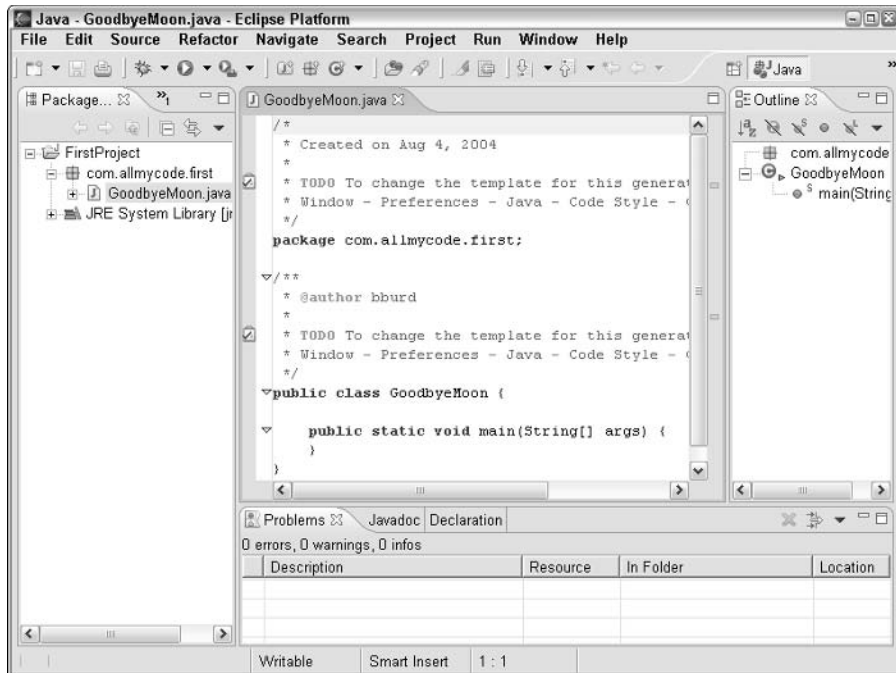 Java - GoodbyeMoon.java - Eclipse Platform
File Edit Source Refactor Navigate Search Project Run Window Help
Java
Package...
GoodbyeMoon.java
Outline
FirstProject
com.allmycode.first
GoodbyeMoon.java
JRE System Library [jr
/*
* Created on Aug 4, 2004
*
* TODO To change the template for this generat
* Window - Preferences - Java - Code Style -
*/
package com.allmycode.first;
/**
* @author bburd
*
* TODO To change the template for this generat
* Window - Preferences - Java - Code Style -
*/
public class GoodbyeMoon {
public static void main(String[] args) {
}
}
com.allmycode
GoodbyeMoon
main(String
Problems Javadoc Declaration
0 errors, 0 warnings, 0 infos
Description Resource In Folder Location
Writable Smart Insert 1 : 1